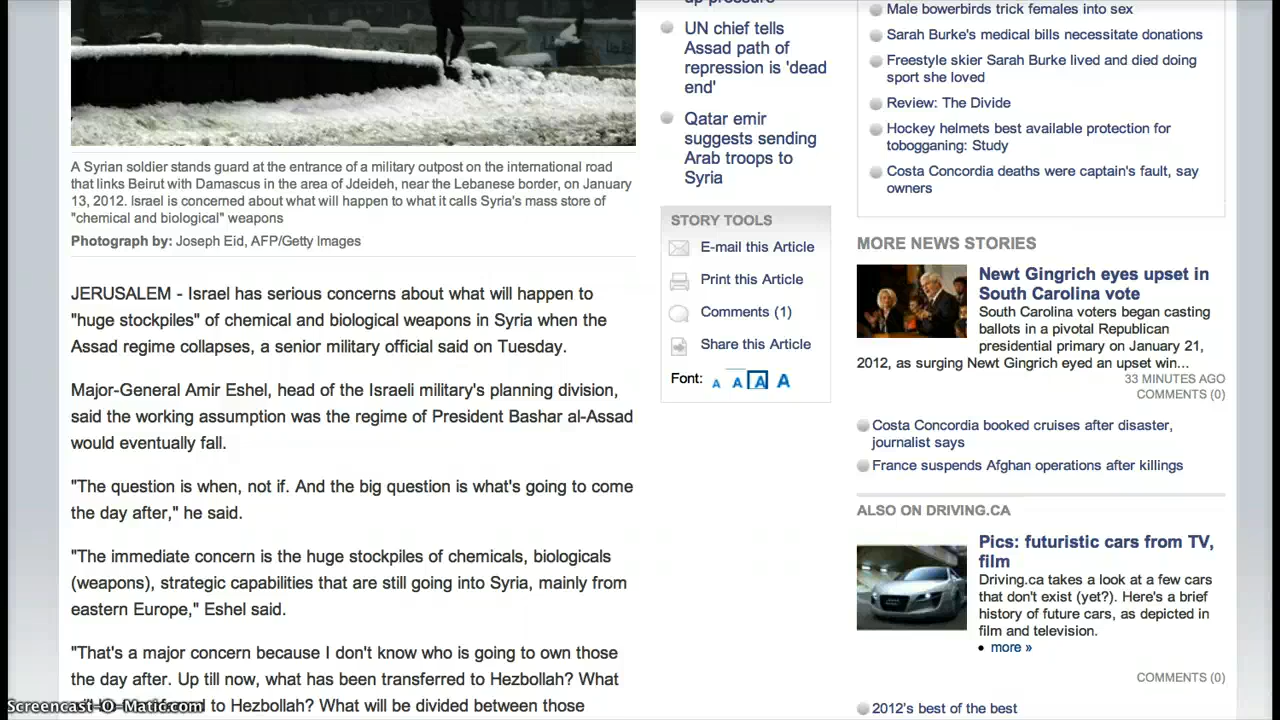 A Syrian soldier stands guard at the entrance of a military outpost on the international road
that links Beirut with Damascus in the area of Jdeideh, near the Lebanese border, on January
13, 2012. Israel is concerned about what will happen to what it calls Syria's mass store of
"chemical and biological" weapons
Photograph by: Joseph Eid, AFP/Getty Images
JERUSALEM - Israel has serious concerns about what will happen to
"huge stockpiles" of chemical and biological weapons in Syria when the
Assad regime collapses, a senior military official said on Tuesday.
Major-General Amir Eshel, head of the Israeli military's planning division,
said the working assumption was the regime of President Bashar al-Assad
would eventually fall.
"The question is when, not if. And the big question is what's going to come
the day after," he said.
"The immediate concern is the huge stockpiles of chemicals, biologicals
(weapons), strategic capabilities that are still going into Syria, mainly from
eastern Europe," Eshel said.
"That's a major concern because I don't know who is going to own those
the day after. Up till now, what has been transferred to Hezbollah? What
d to Hezbollah? What will be divided between those
Screencast-O-Matic.com
up pressure
UN chief tells
Assad path of
repression is 'dead
end'
Qatar emir
suggests sending
Arab troops to
Syria
STORY TOOLS
E-mail this Article
Print this Article
Comments (1)
Share this Article
Font: A A A A
Male bowerbirds trick females into sex
Sarah Burke's medical bills necessitate donations
Freestyle skier Sarah Burke lived and died doing
sport she loved
Review: The Divide
Hockey helmets best available protection for
tobogganing: Study
Costa Concordia deaths were captain's fault, say
owners
MORE NEWS STORIES
Newt Gingrich eyes upset in
South Carolina vote
South Carolina voters began casting
ballots in a pivotal Republican
presidential primary on January 21,
2012, as surging Newt Gingrich eyed an upset win...
33 MINUTES AGO
COMMENTS (0)
Costa Concordia booked cruises after disaster,
journalist says
France suspends Afghan operations after killings
ALSO ON DRIVING.CA
Pics: futuristic cars from TV,
film
Driving.ca takes a look at a few cars
that don't exist (yet?). Here's a brief
history of future cars, as depicted in
film and television.
more »
COMMENTS (0)
2012's best of the best